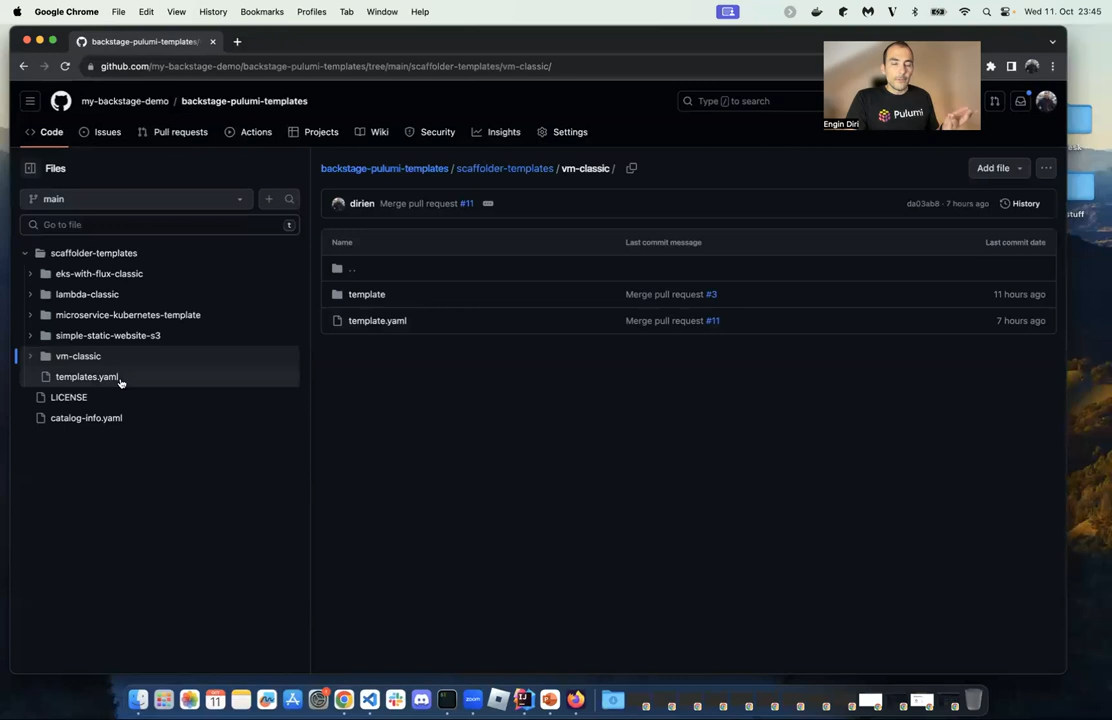 Google Chrome File Edit View History Bookmarks Profiles Tab Window Help Wed 11. Oct 23:45
backstage-pulumi-templates/
github.com/my-backstage-demo/backstage-pulumi-templates/tree/main/scaffolder-templates/vm-classic/
my-backstage-demo / backstage-pulumi-templates Type / to search
Pulumi
Engin Diri
Code Issues Pull requests Actions Projects Wiki Security Insights Settings
Files
main
Go to file t
scaffolder-templates
eks-with-flux-classic
lambda-classic
microservice-kubernetes-template
simple-static-website-s3
vm-classic
templates.yaml
LICENSE
catalog-info.yaml
backstage-pulumi-templates / scaffolder-templates / vm-classic / Add file
dirien Merge pull request #11 da03ab8 · 7 hours ago History
Name Last commit message Last commit date
..
template Merge pull request #3 11 hours ago
template.yaml Merge pull request #11 7 hours ago
stuff
11